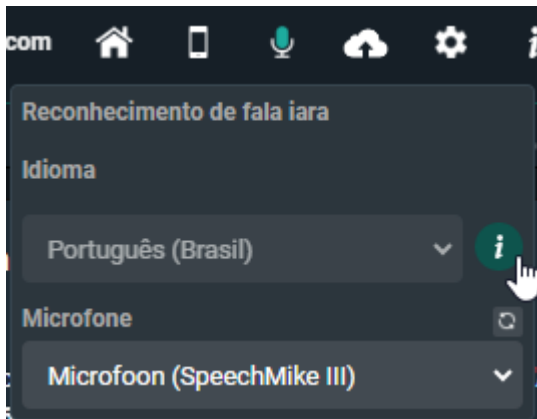 com
Reconhecimento de fala iara
Idioma
Português (Brasil)
i
Microfone
Microfoon (SpeechMike III)